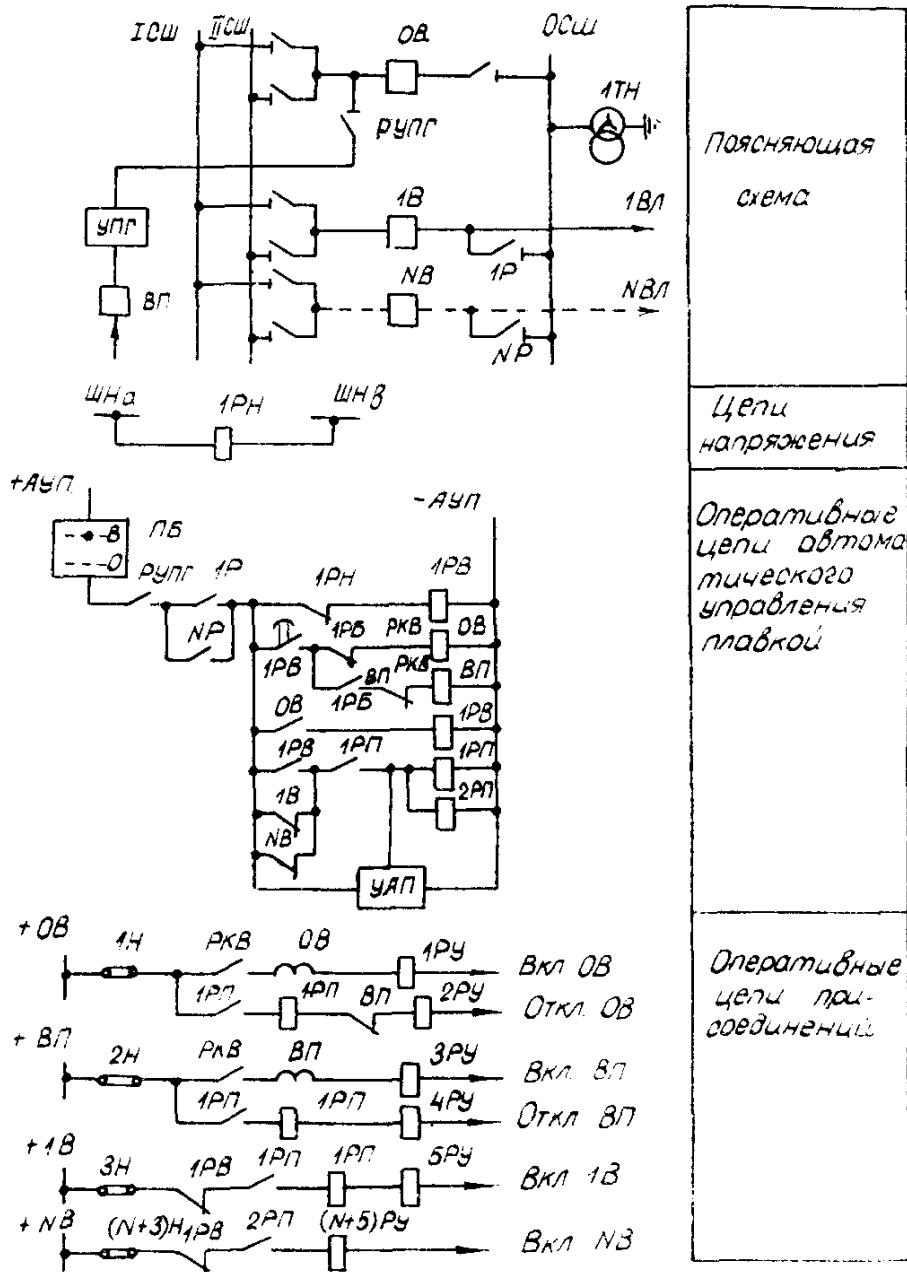 IСШ
IIСШ
ОВ
ОСШ
1ТН
РУПГ
УПГ
ВП
1В
1ВЛ
1Р
NВ
NВЛ
NР
Поясняющая
схема
ШНа
1РН
ШНв
Цепи
напряжения
+АУП
-АУП
В
О
ПБ
РУПГ
1Р
NР
1РН
1РВ
1РВ
1РБ
РКВ
ОВ
1РБ
ВП
РКВ
ВП
ОВ
1РВ
1РВ
1РП
1РП
1В
2РП
NВ
УАП
Оперативные
цепи автома
тического
управления
плавкой
+ ОВ
1Н
РКВ
ОВ
1РУ
Вкл ОВ
1РП
1РП
ВП
2РУ
Откл. ОВ
+ ВП
2Н
РКВ
ВП
3РУ
Вкл ВП
1РП
1РП
4РУ
Откл ВП
+1В
3Н
1РВ
1РП
1РП
5РУ
Вкл 1В
+ NВ
(N+3)Н
1РВ
2РП
(N+5)РУ
Вкл NВ
Оперативные
цепи при-
соединений